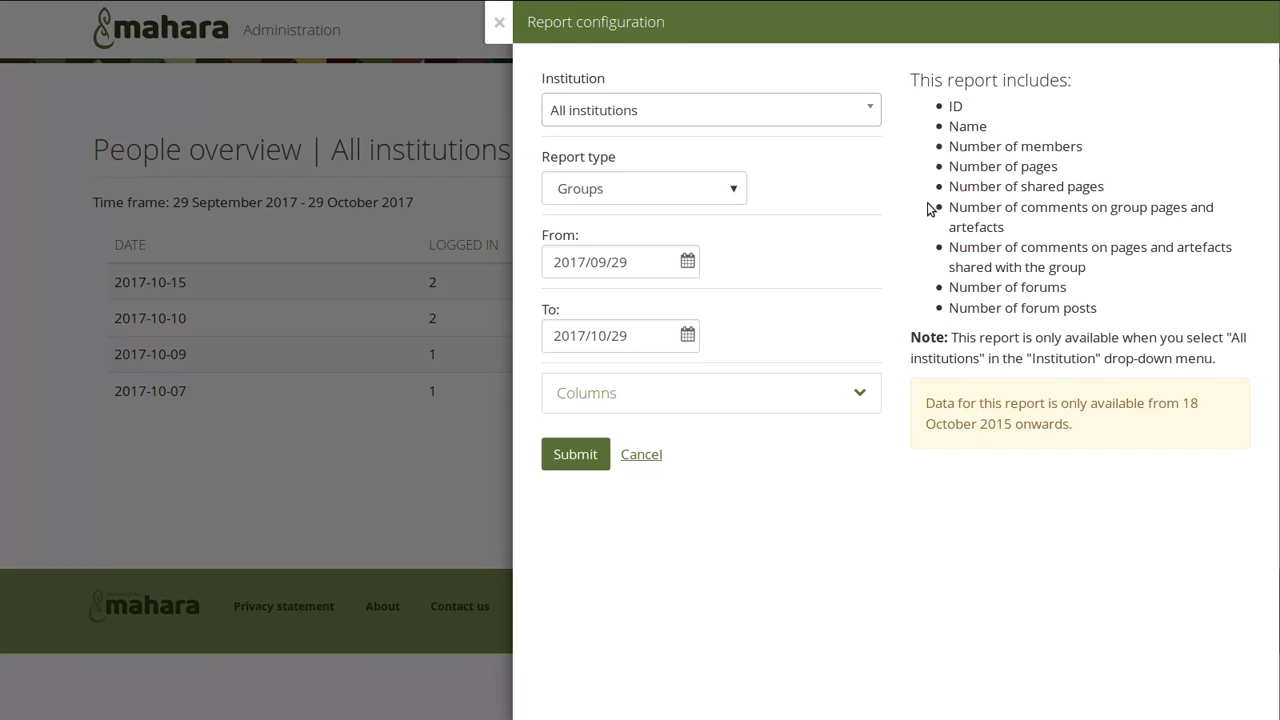 mahara Administration
× Report configuration
People overview | All institutions
Time frame: 29 September 2017 - 29 October 2017
DATE LOGGED IN
2017-10-15 2
2017-10-10 2
2017-10-09 1
2017-10-07 1
Institution
All institutions
Report type
Groups
From:
2017/09/29
To:
2017/10/29
Columns
Submit Cancel
This report includes:
ID
Name
Number of members
Number of pages
Number of shared pages
Number of comments on group pages and
artefacts
Number of comments on pages and artefacts
shared with the group
Number of forums
Number of forum posts
Note: This report is only available when you select "All
institutions" in the "Institution" drop-down menu.
Data for this report is only available from 18
October 2015 onwards.
mahara Privacy statement About Contact us